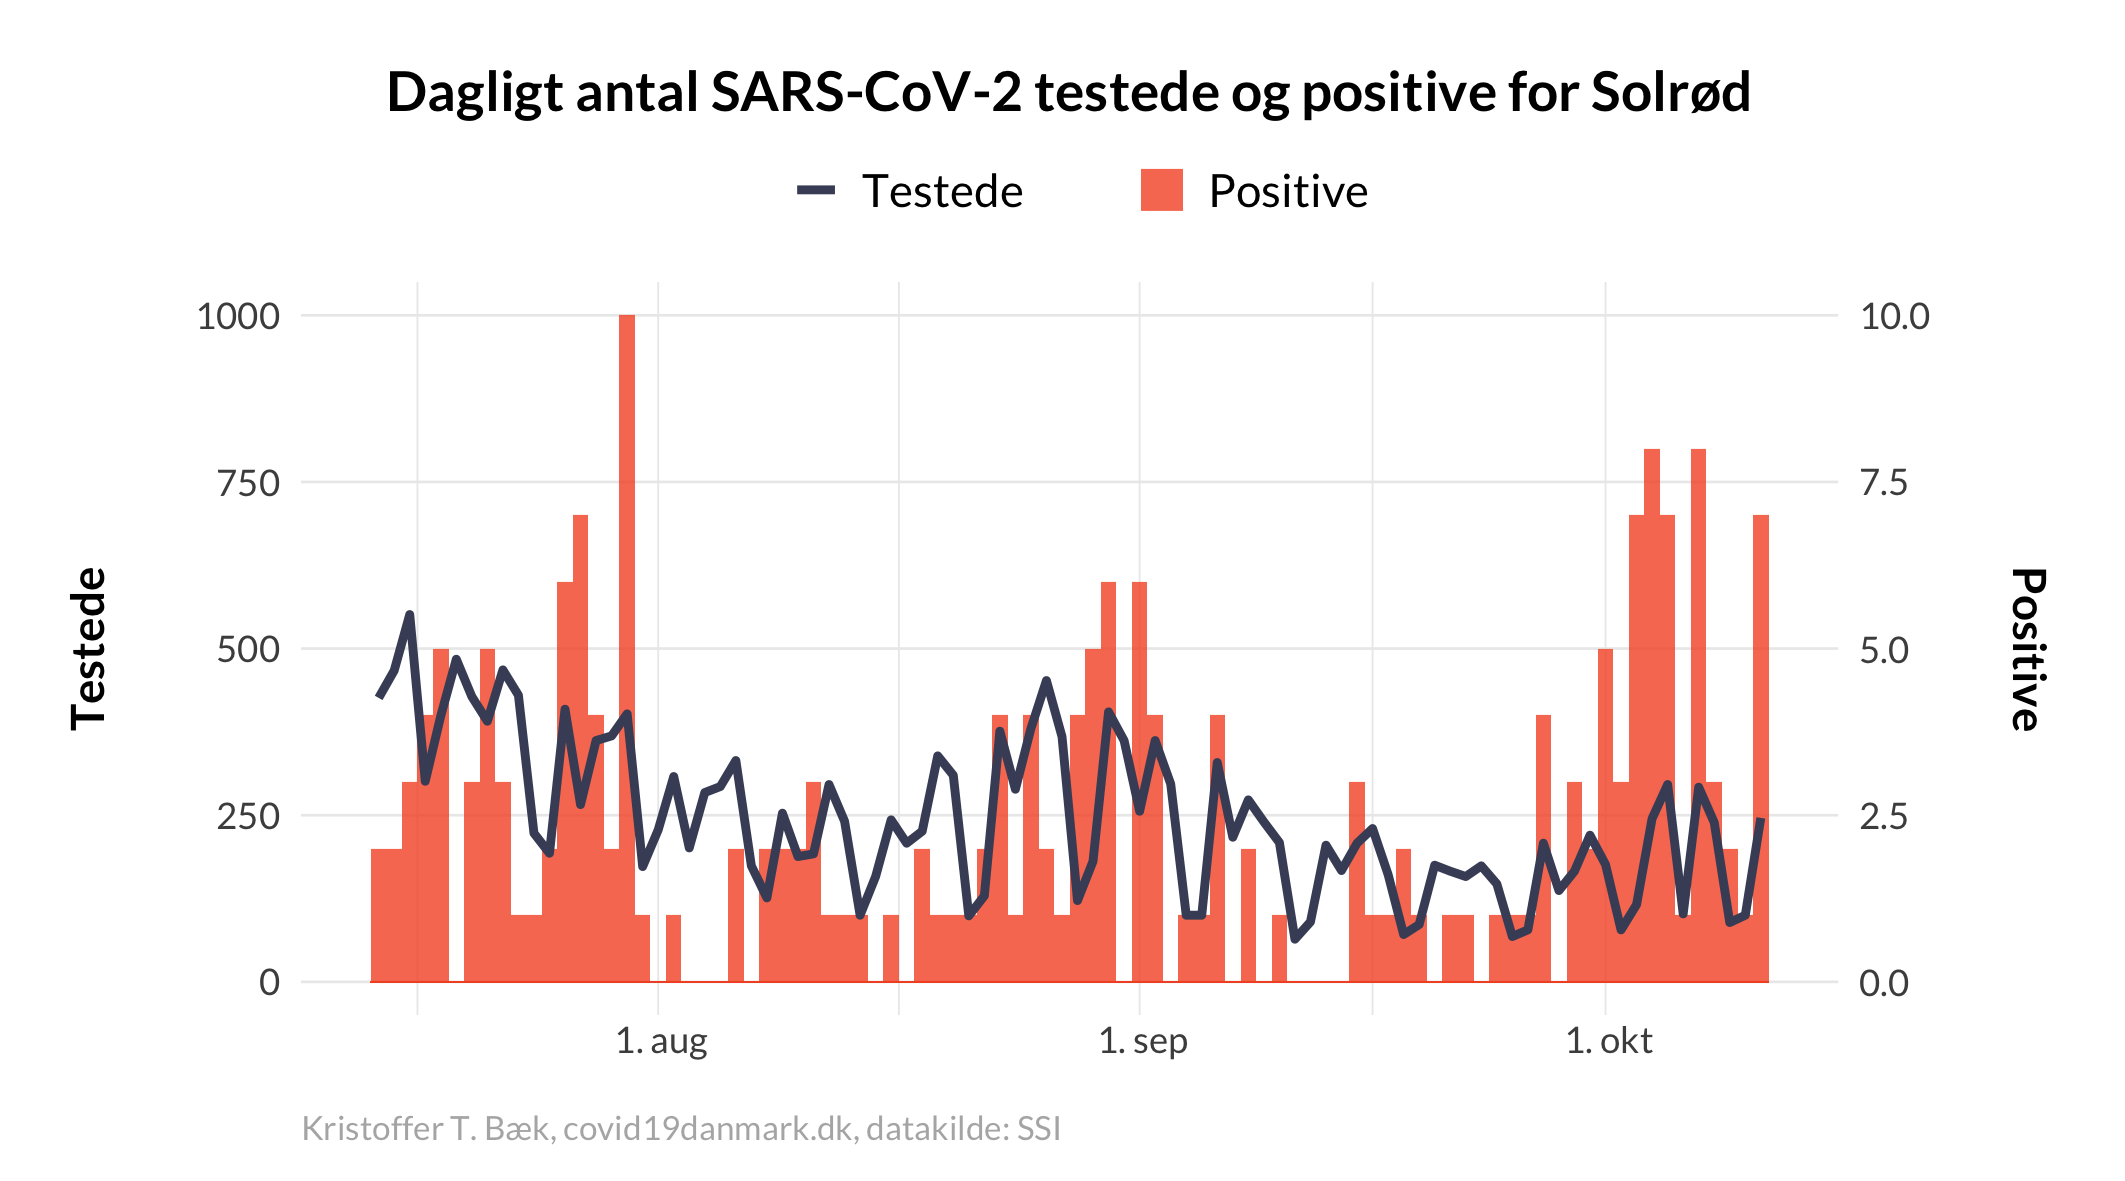 Dagligt antal SARS-CoV-2 testede og positive for Solrød
Testede
Positive
1000
750
500
250
0
Testede
10.0
7.5
5.0
2.5
0.0
Positive
1. aug
1. sep
1. okt
Kristoffer T. Bæk, covid19danmark.dk, datakilde: SSI